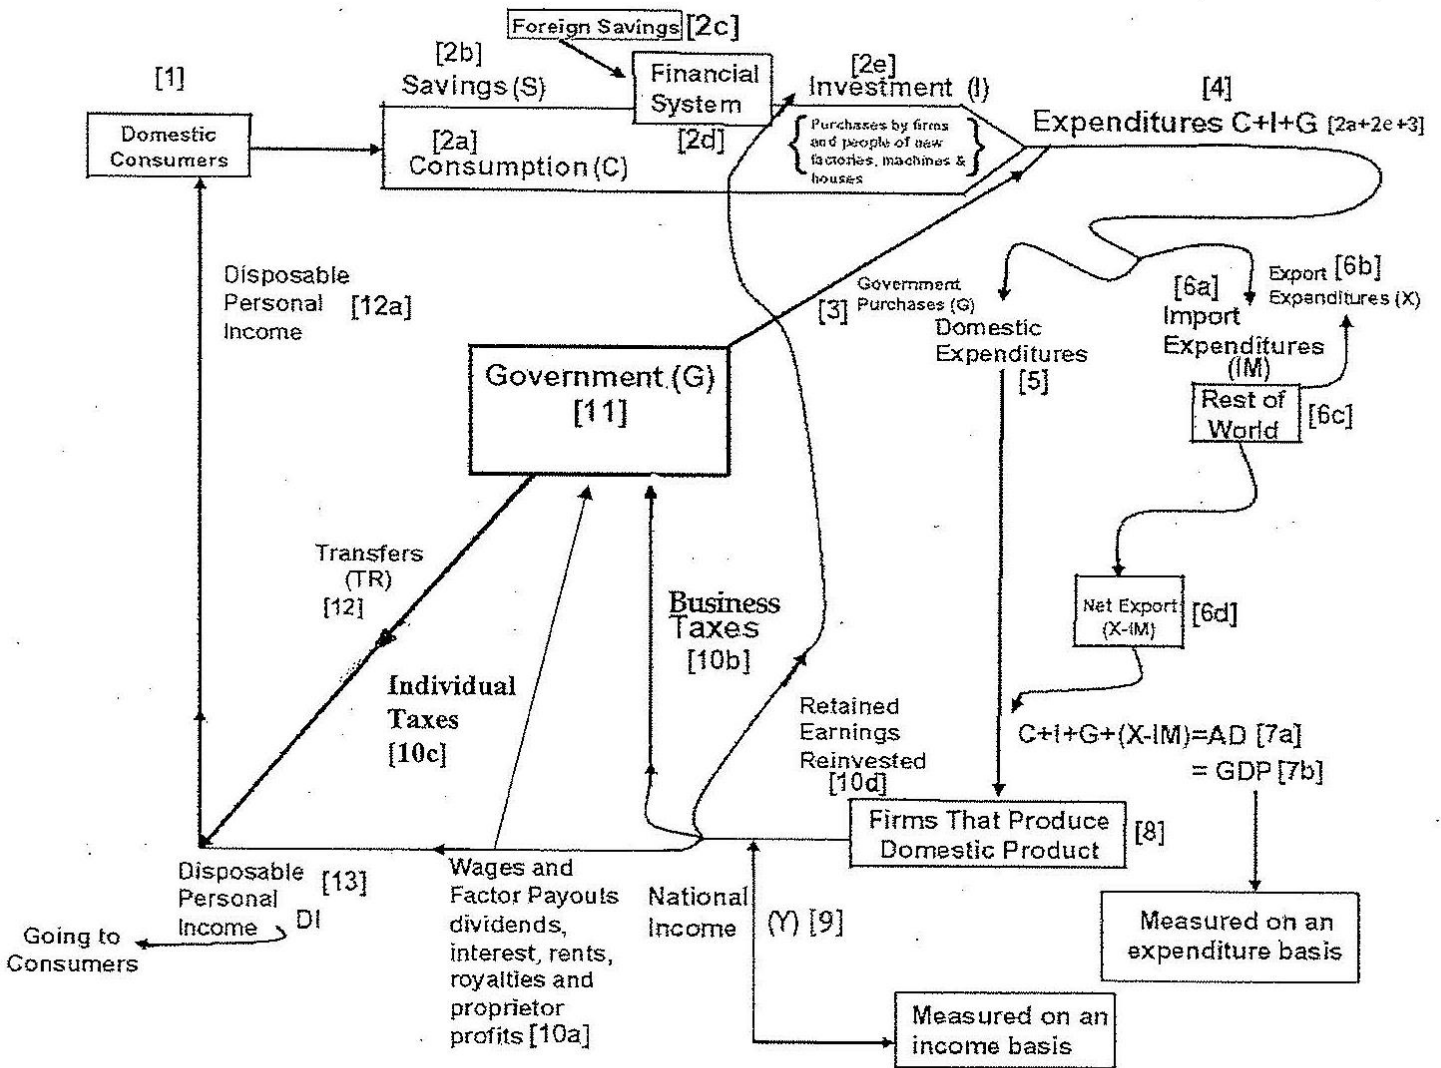 Foreign Savings [2c]
[1]
[2b]
Savings (S)
Financial
System
[2d]
[2e]
Investment (I)
[4]
Expenditures C+I+G [2a+2e+3]
Domestic
Consumers
[2a]
Consumption (C)
{ Purchases by firms
and people of new
factories, machines &
houses }
Disposable
Personal [12a]
Income
[3]
Government
Purchases (G)
Domestic
Expenditures
[5]
[6a]
Import
Expenditures
(IM)
Export [6b]
Expenditures (X)
Rest of
World
[6c]
Government (G)
[11]
Transfers
(TR)
[12]
Individual
Taxes
[10c]
Business
Taxes
[10b]
Net Export
(X-IM)
[6d]
Retained
Earnings
Reinvested
[10d]
C+I+G+(X-IM)=AD [7a]
= GDP [7b]
Firms That Produce
Domestic Product
[8]
Disposable
Personal
Income DI
[13]
Going to
Consumers
Wages and
Factor Payouls
dividends,
interest, rents,
royalties and
proprietor
profits [10a]
National
Income
(Y) [9]
Measured on an
expenditure basis
Measured on an
income basis